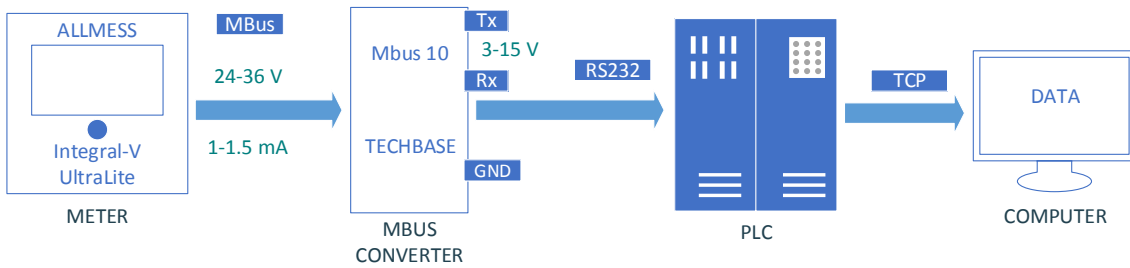 ALLMESS
Integral-V
UltraLite
METER
MBus
24-36 V
1-1.5 mA
Mbus 10
TECHBASE
MBUS
CONVERTER
Tx
3-15 V
Rx
GND
RS232
PLC
TCP
DATA
COMPUTER